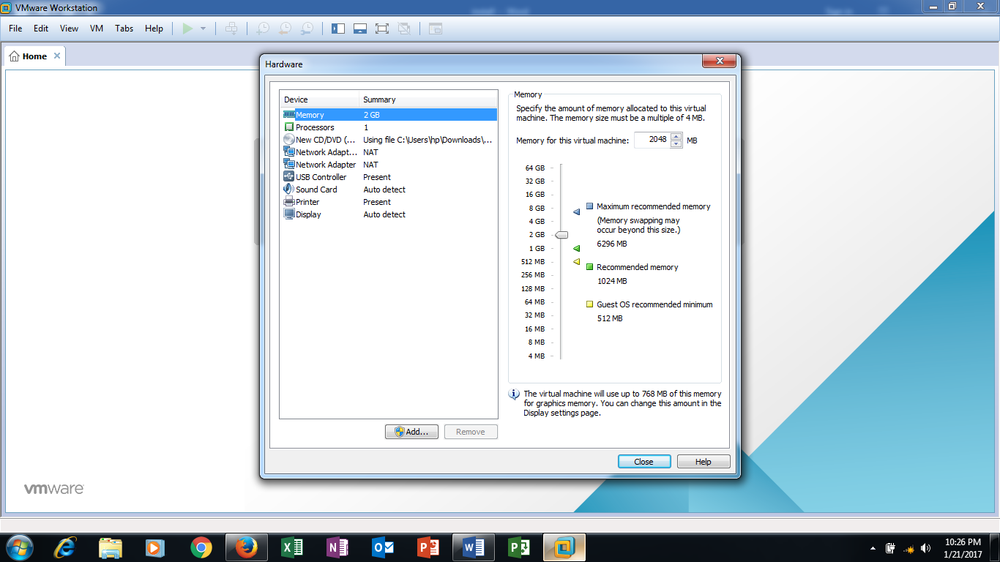 VMware Workstation
File Edit View VM Tabs Help
Home
Hardware
Device Summary
Memory 2 GB
Processors 1
New CD/DVD (... Using file C:\Users\hp\Downloads\...
Network Adapt... NAT
Network Adapter NAT
USB Controller Present
Sound Card Auto detect
Printer Present
Display Auto detect
Add...
Remove
Memory
Specify the amount of memory allocated to this virtual
machine. The memory size must be a multiple of 4 MB.
Memory for this virtual machine: 2048 MB
64 GB
32 GB
16 GB
8 GB
4 GB
2 GB
1 GB
512 MB
256 MB
128 MB
64 MB
32 MB
16 MB
8 MB
4 MB
Maximum recommended memory
(Memory swapping may
occur beyond this size.)
6296 MB
Recommended memory
1024 MB
Guest OS recommended minimum
512 MB
The virtual machine will use up to 768 MB of this memory
for graphics memory. You can change this amount in the
Display settings page.
Close
Help
vmware
10:26 PM
1/21/2017